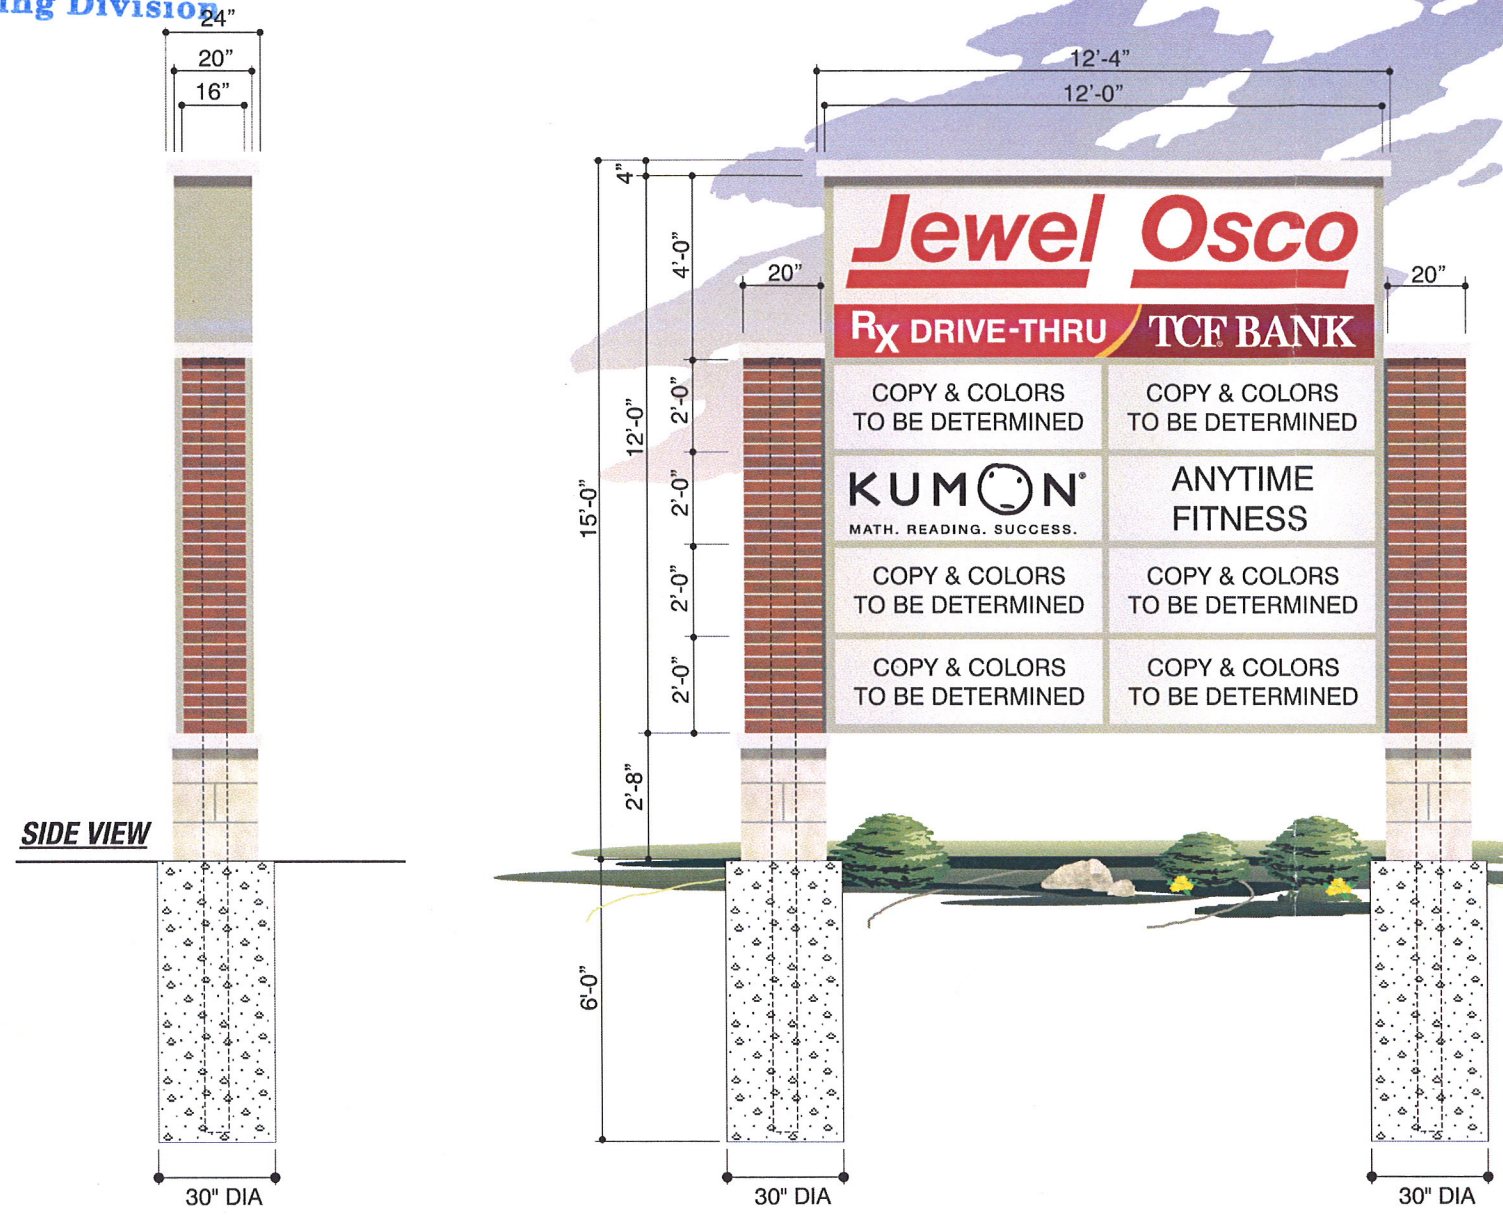 Division
24”
20”
16”
12’-4”
12’-0”
4”
4’-0”
20”
20”
Jewel Osco
Rx DRIVE-THRU TCF BANK
COPY & COLORS
TO BE DETERMINED
COPY & COLORS
TO BE DETERMINED
2’-0”
12’-0”
15’-0”
KUMON®
MATH. READING. SUCCESS.
ANYTIME
FITNESS
2’-0”
COPY & COLORS
TO BE DETERMINED
COPY & COLORS
TO BE DETERMINED
2’-0”
COPY & COLORS
TO BE DETERMINED
COPY & COLORS
TO BE DETERMINED
2’-0”
2’-8”
SIDE VIEW
6'-0"
30" DIA
30" DIA
30" DIA